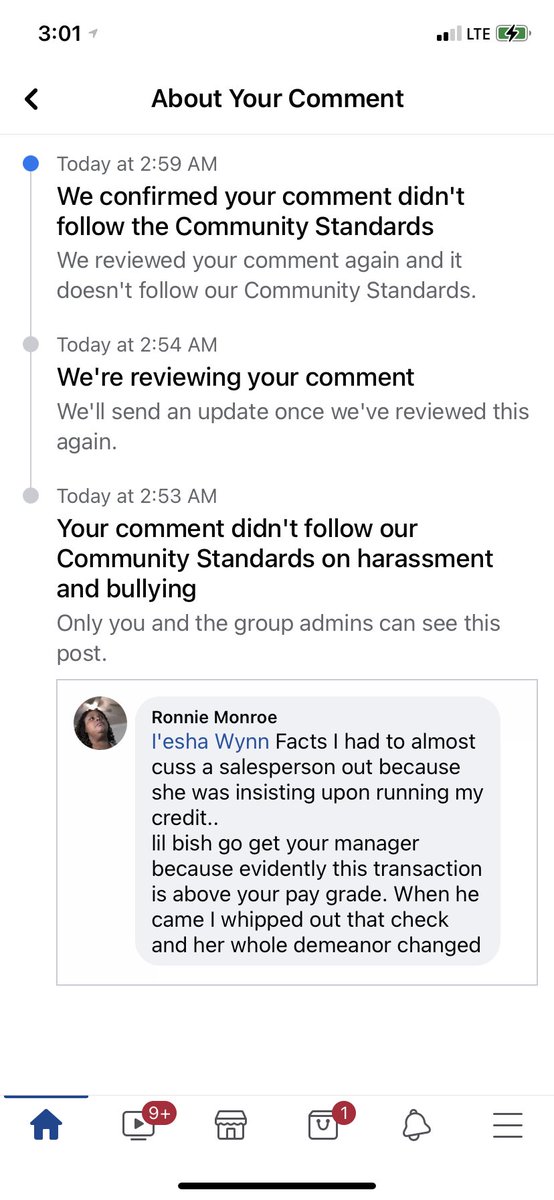 3:01
LTE
About Your Comment
Today at 2:59 AM
We confirmed your comment didn't
follow the Community Standards
We reviewed your comment again and it
doesn't follow our Community Standards.
Today at 2:54 AM
We're reviewing your comment
We'll send an update once we've reviewed this
again.
Today at 2:53 AM
Your comment didn't follow our
Community Standards on harassment
and bullying
Only you and the group admins can see this
post.
Ronnie Monroe
I'esha Wynn Facts I had to almost
cuss a salesperson out because
she was insisting upon running my
credit..
lil bish go get your manager
because evidently this transaction
is above your pay grade. When he
came I whipped out that check
and her whole demeanor changed
9+
1